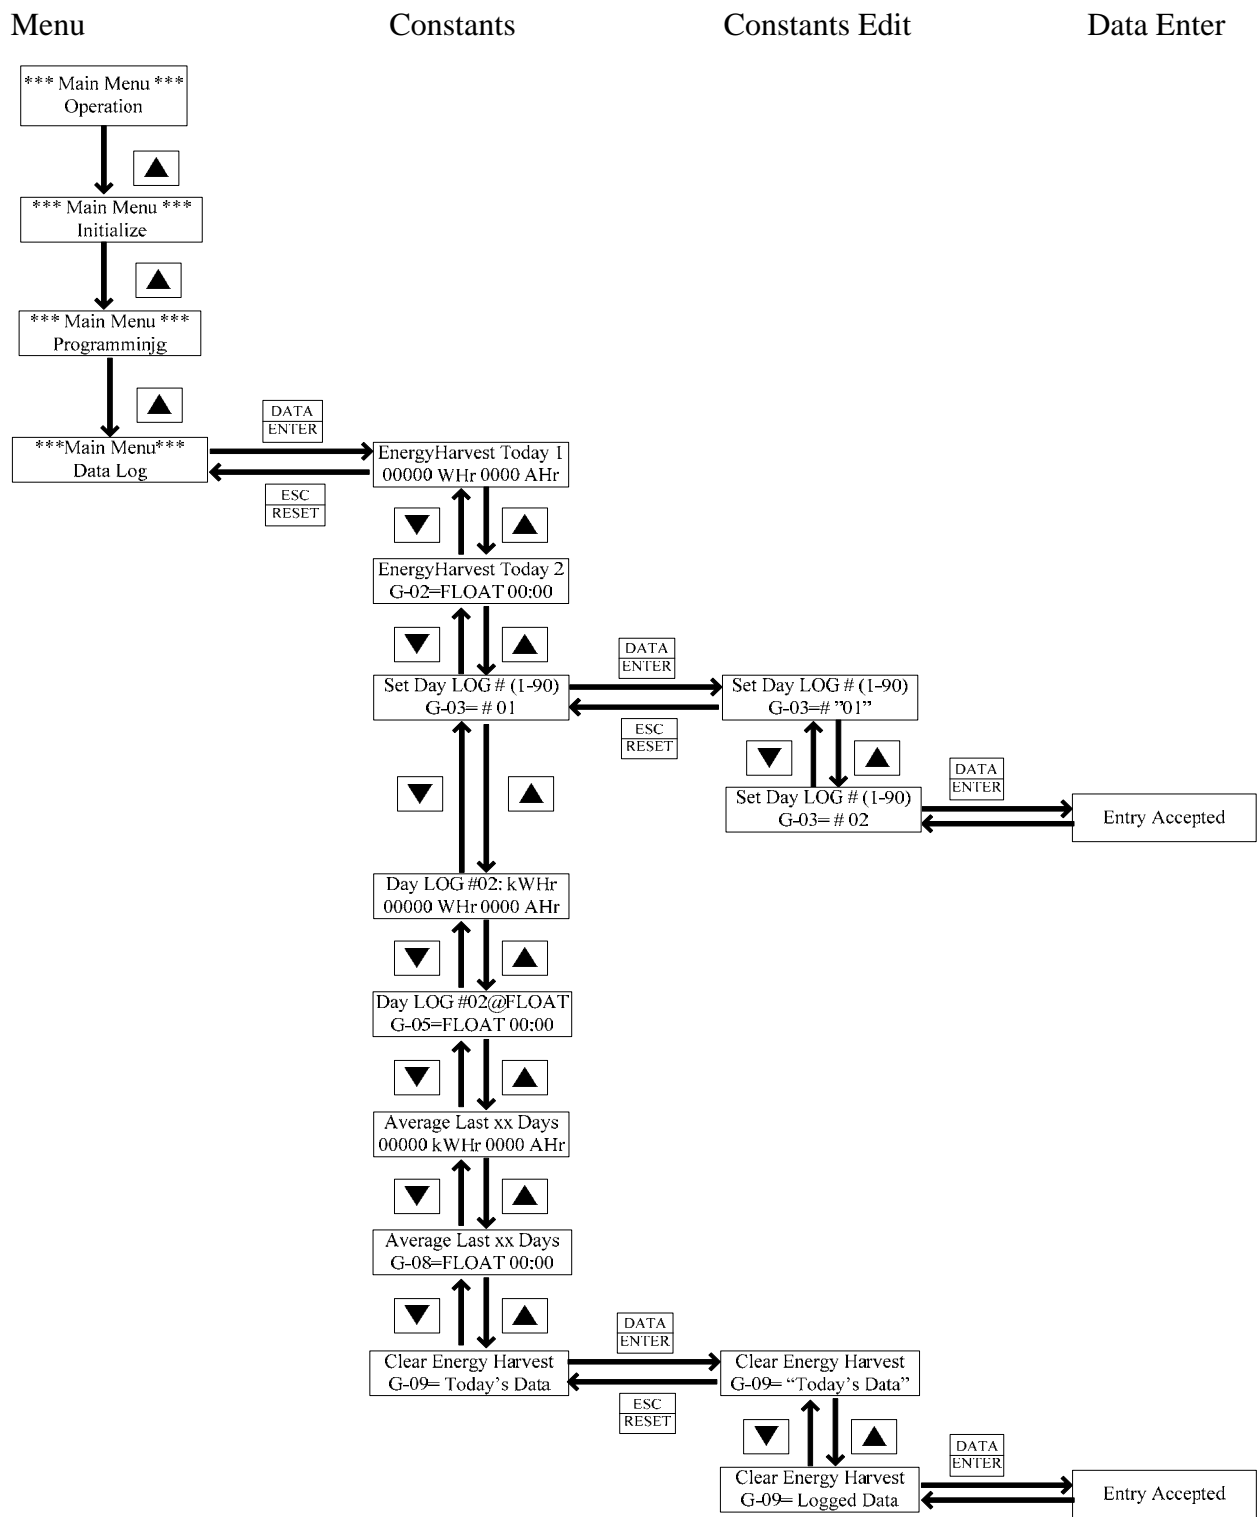 Menu
Constants
Constants Edit
Data Enter
*** Main Menu ***
Operation
*** Main Menu ***
Initialize
*** Main Menu ***
Programminjg
***Main Menu***
Data Log
DATA
ENTER
ESC
RESET
EnergyHarvest Today 1
00000 WHr 0000 AHr
EnergyHarvest Today 2
G-02=FLOAT 00:00
Set Day LOG # (1-90)
G-03= # 01
DATA
ENTER
ESC
RESET
Set Day LOG # (1-90)
G-03=# ”01”
Set Day LOG # (1-90)
G-03= # 02
DATA
ENTER
Entry Accepted
Day LOG #02: kWHr
00000 WHr 0000 AHr
Day LOG #02@FLOAT
G-05=FLOAT 00:00
Average Last xx Days
00000 kWHr 0000 AHr
Average Last xx Days
G-08=FLOAT 00:00
Clear Energy Harvest
G-09= Today’s Data
DATA
ENTER
ESC
RESET
Clear Energy Harvest
G-09= “Today’s Data”
Clear Energy Harvest
G-09= Logged Data
DATA
ENTER
Entry Accepted